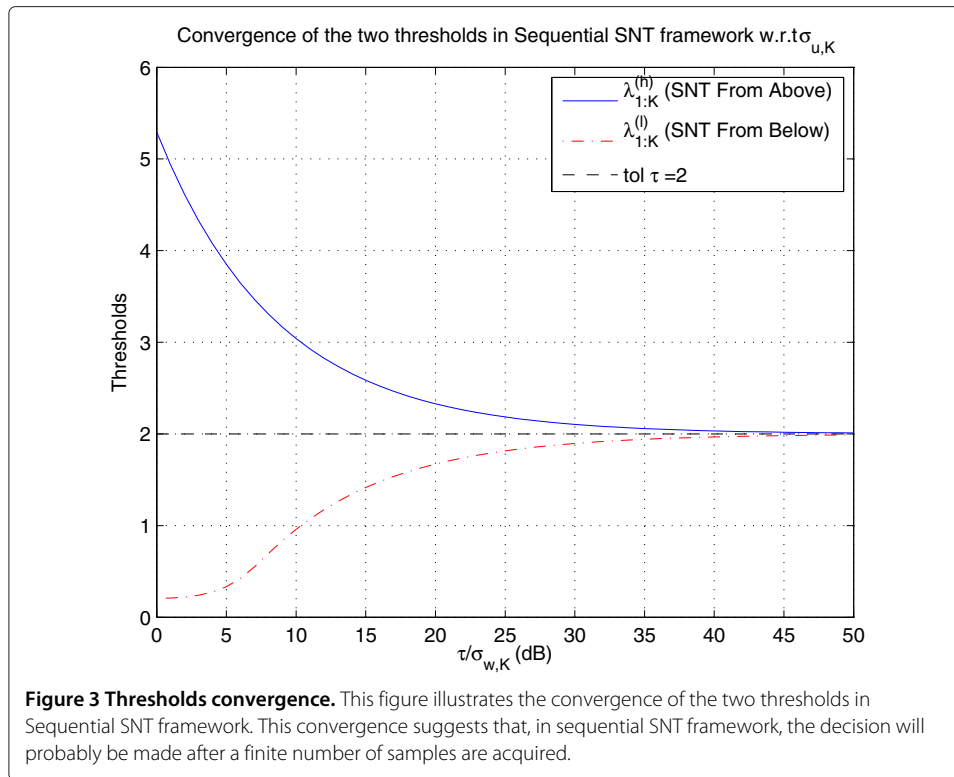 Convergence of the two thresholds in Sequential SNT framework w.r.tσ_{u,K}
λ_{1:K}^{(h)} (SNT From Above)
λ_{1:K}^{(l)} (SNT From Below)
tol τ =2
Thresholds
6
5
4
3
2
1
0
0 5 10 15 20 25 30 35 40 45 50
τ/σ_{w,K} (dB)
Figure 3 Thresholds convergence. This figure illustrates the convergence of the two thresholds in
Sequential SNT framework. This convergence suggests that, in sequential SNT framework, the decision will
probably be made after a finite number of samples are acquired.